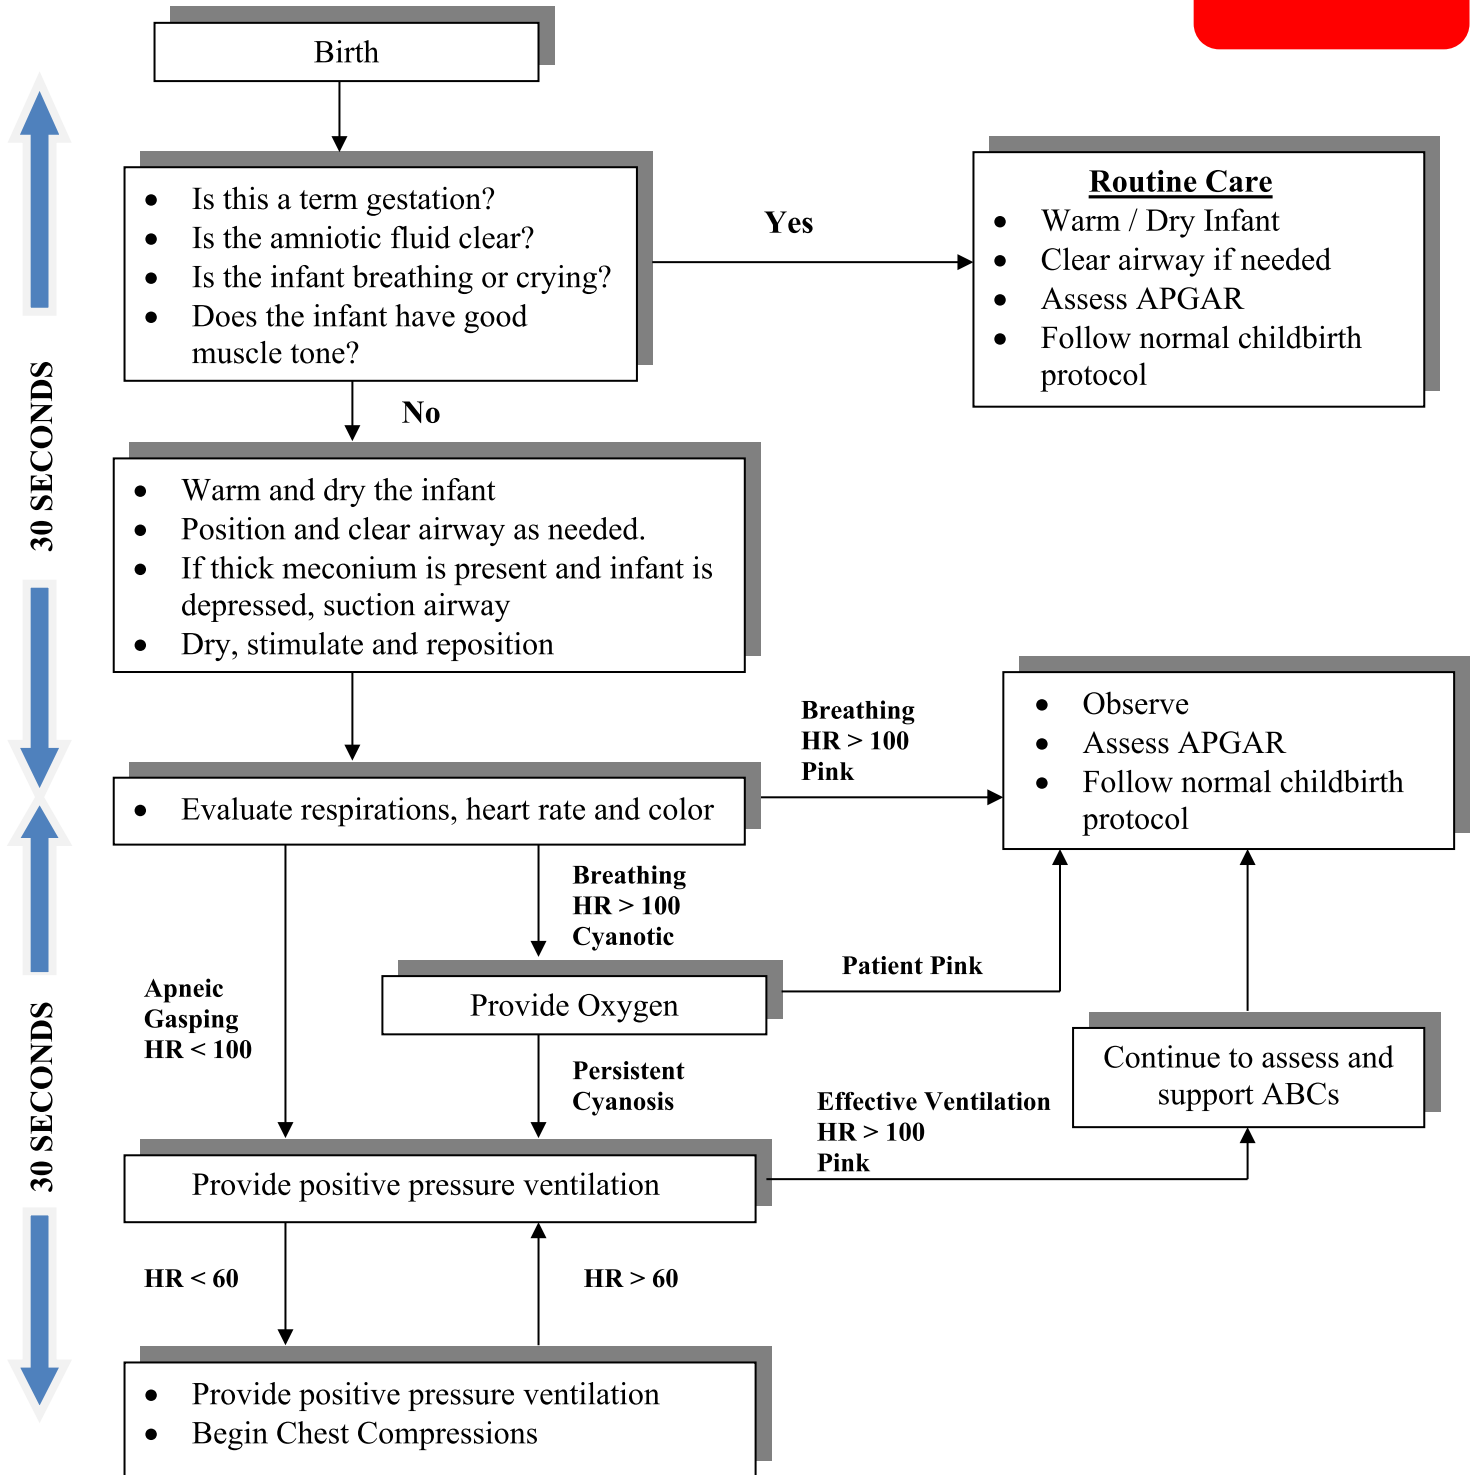 Birth
• Is this a term gestation?
• Is the amniotic fluid clear?
• Is the infant breathing or crying?
• Does the infant have good
muscle tone?
Yes
Routine Care
• Warm / Dry Infant
• Clear airway if needed
• Assess APGAR
• Follow normal childbirth
protocol
No
30 SECONDS
• Warm and dry the infant
• Position and clear airway as needed.
• If thick meconium is present and infant is
depressed, suction airway
• Dry, stimulate and reposition
Breathing
HR > 100
Pink
• Observe
• Assess APGAR
• Follow normal childbirth
protocol
• Evaluate respirations, heart rate and color
Breathing
HR > 100
Cyanotic
Apneic
Gasping
HR < 100
Provide Oxygen
Patient Pink
30 SECONDS
Persistent
Cyanosis
Effective Ventilation
HR > 100
Pink
Continue to assess and
support ABCs
Provide positive pressure ventilation
HR < 60
HR > 60
• Provide positive pressure ventilation
• Begin Chest Compressions